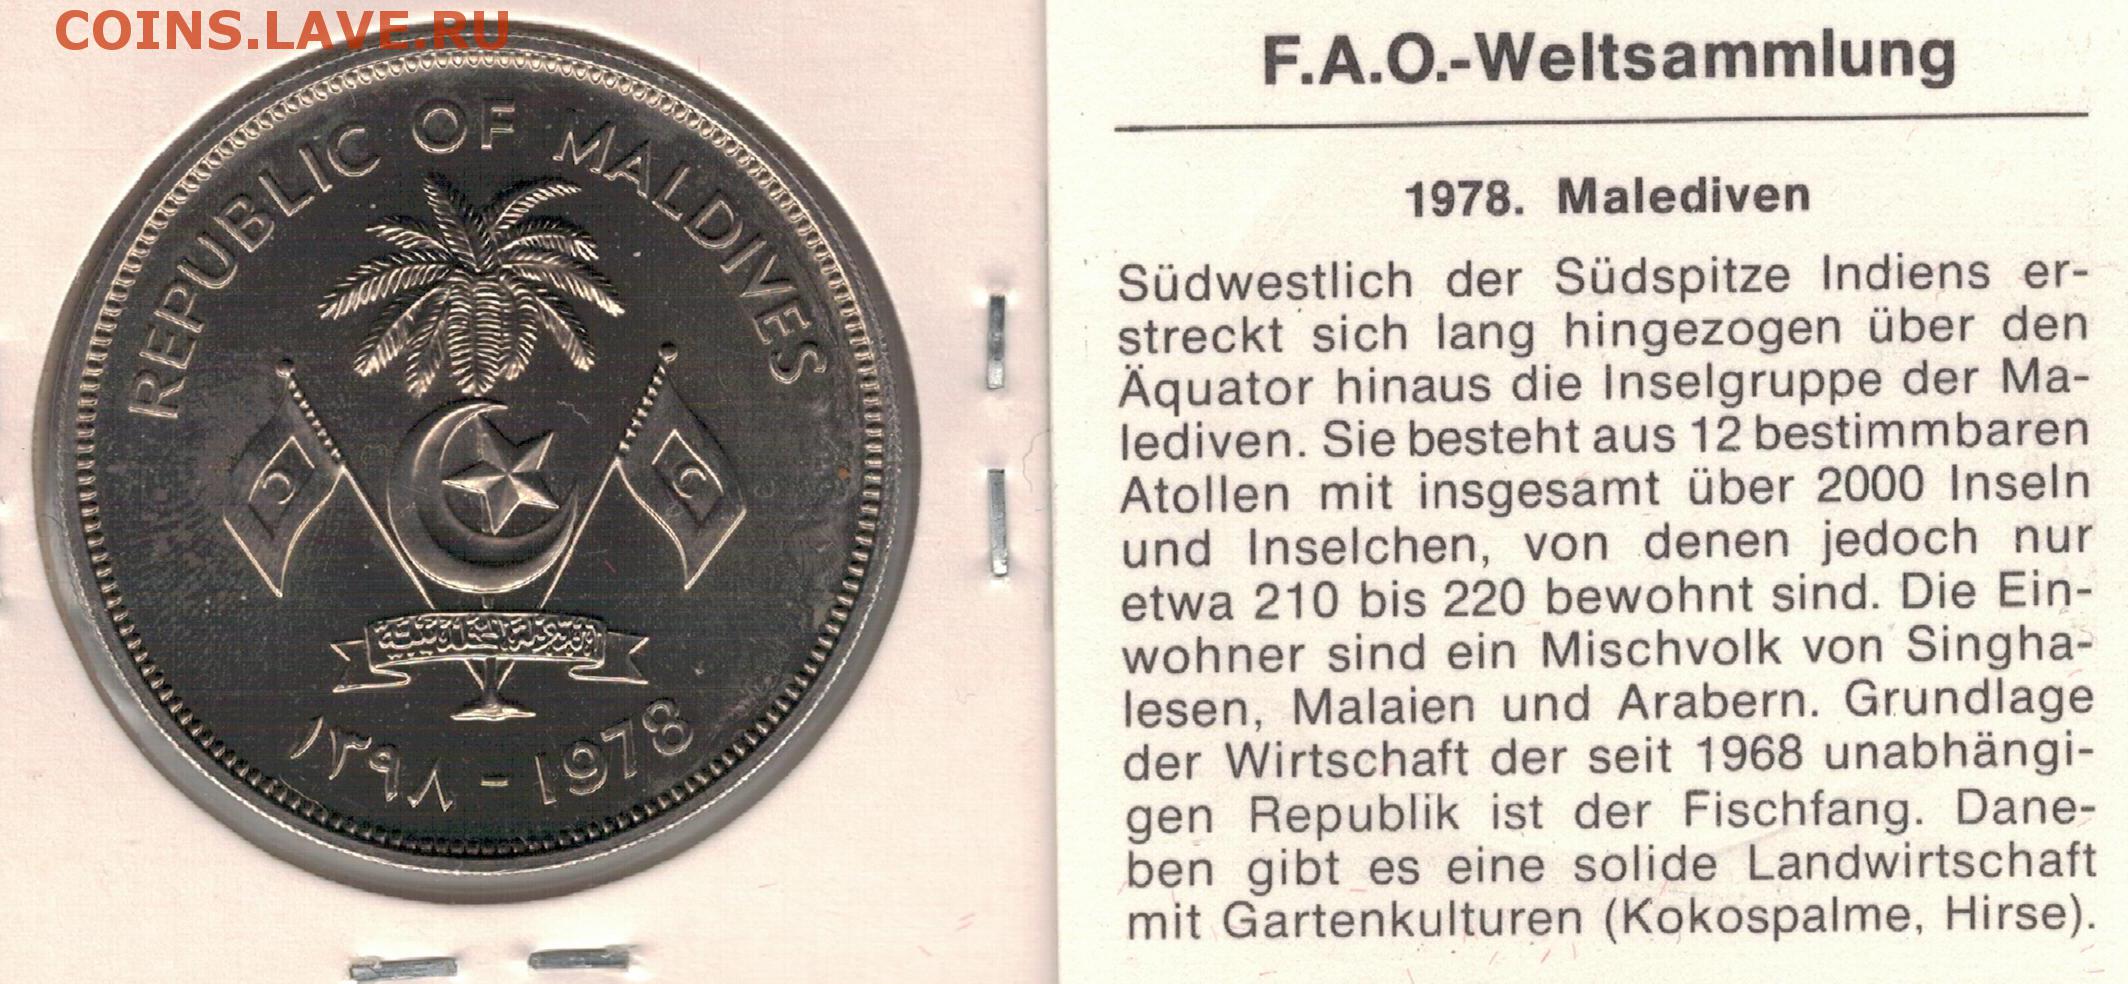 COINS.LAVE.RU
REPUBLIC OF MALDIVES
١٣٩٨ - 1978
F.A.O.-Weltsammlung
1978. Malediven
Südwestlich der Südspitze Indiens er-
streckt sich lang hingezogen über den
Äquator hinaus die Inselgruppe der Ma-
lediven. Sie besteht aus 12 bestimmbaren
Atollen mit insgesamt über 2000 Inseln
und Inselchen, von denen jedoch nur
etwa 210 bis 220 bewohnt sind. Die Ein-
wohner sind ein Mischvolk von Singha-
lesen, Malaien und Arabern. Grundlage
der Wirtschaft der seit 1968 unabhängi-
gen Republik ist der Fischfang. Dane-
ben gibt es eine solide Landwirtschaft
mit Gartenkulturen (Kokospalme, Hirse).